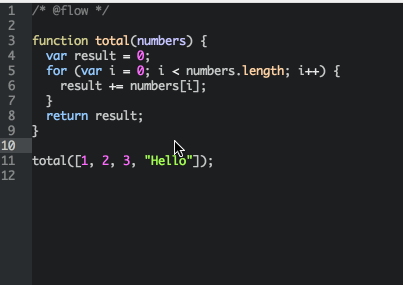 1 /* @flow */
2
3 function total(numbers) {
4   var result = 0;
5   for (var i = 0; i < numbers.length; i++) {
6     result += numbers[i];
7   }
8   return result;
9 }
10
11 total([1, 2, 3, "Hello"]);
12